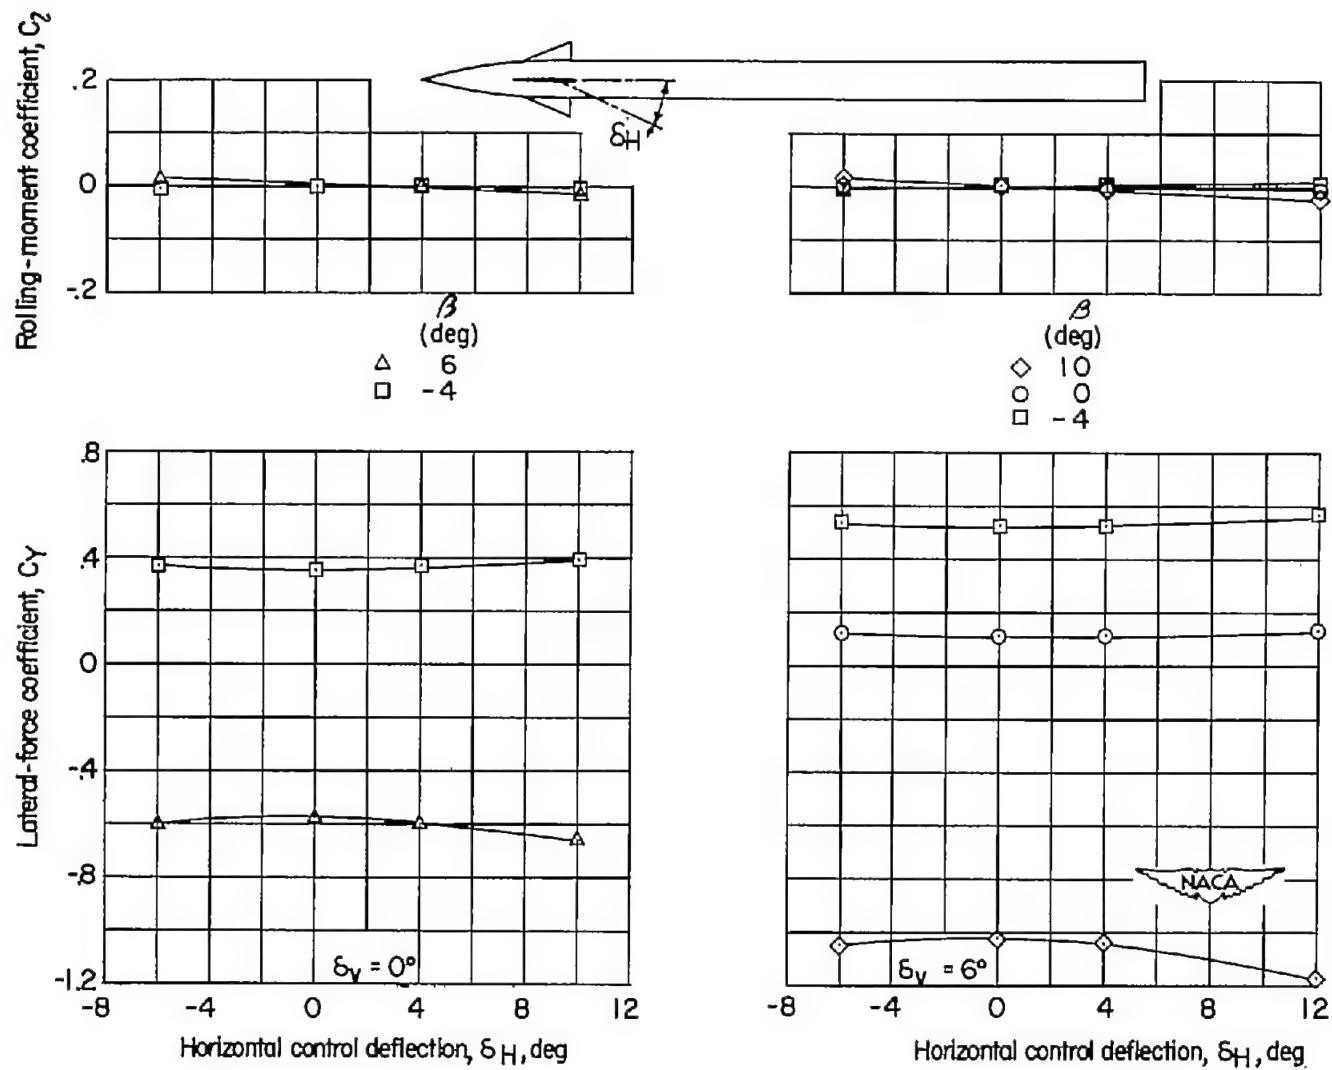 Rolling-moment coefficient, C₂
.2
0
-.2
δH
β
(deg)
△ 6
□ -4
β
(deg)
◇ 10
○ 0
□ -4
Lateral-force coefficient, CY
.8
.4
0
-.4
-.8
-1.2
δV = 0°
-8 -4 0 4 8 12
Horizontal control deflection, δH, deg
NACA
δV = 6°
-8 -4 0 4 8 12
Horizontal control deflection, δH, deg